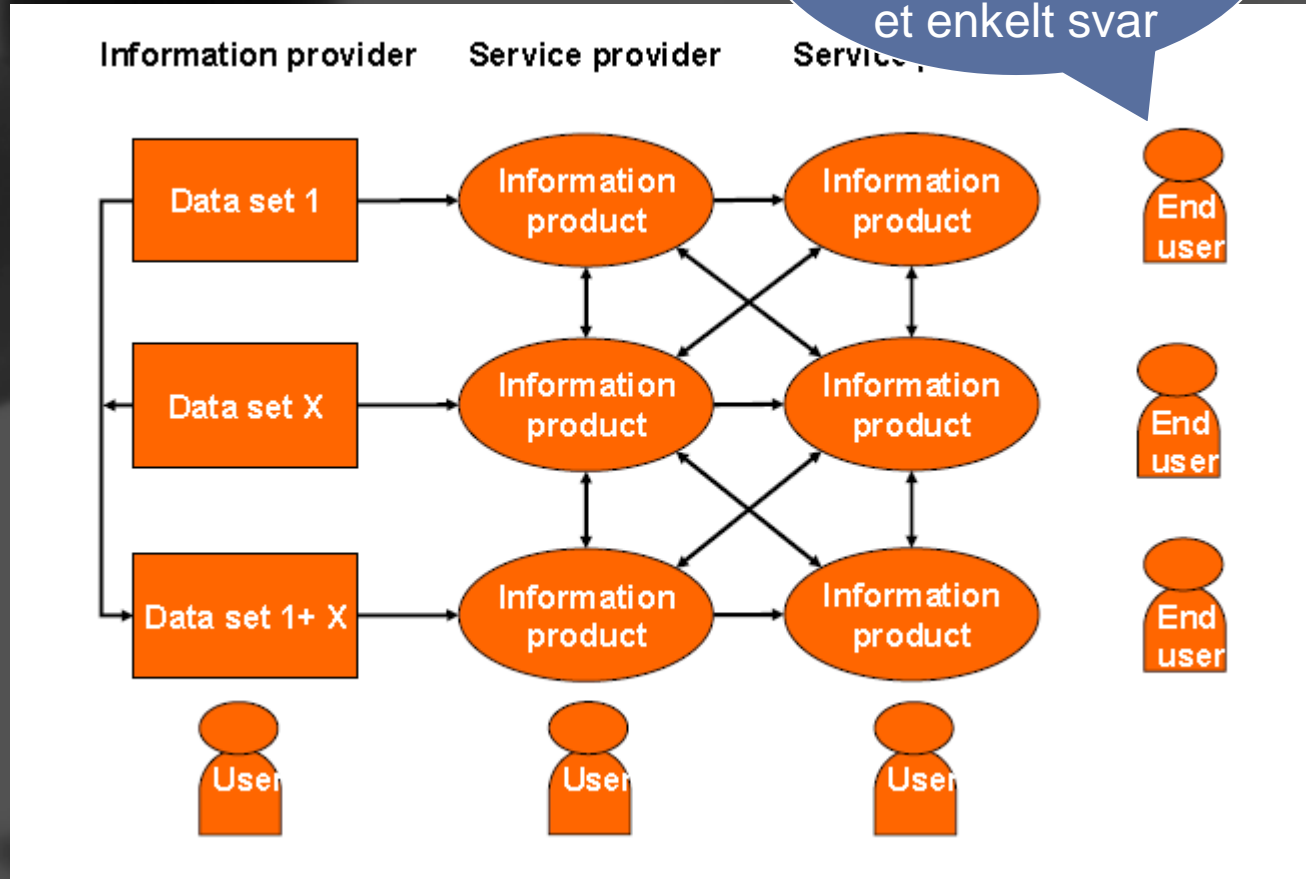 et enkelt svar
Information provider
Service provider
Data set 1
Information
product
Information
product
End
user
Data set X
Information
product
Information
product
End
user
Data set 1+ X
Information
product
Information
product
End
user
User
User
User